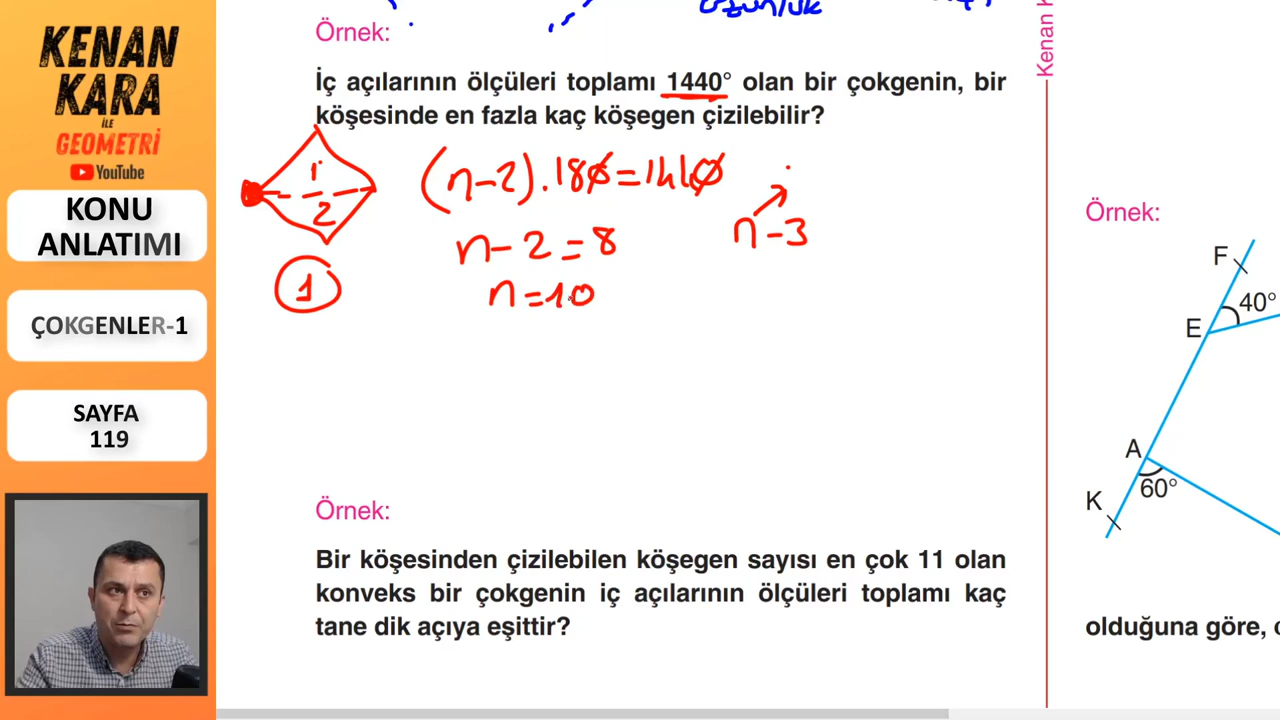 KENAN
KARA
İLE
GEOMETRİ
YouTube
KONU
ANLATIMI
ÇOKGENLER-1
SAYFA
119
Örnek:
İç açılarının ölçüleri toplamı 1440° olan bir çokgenin, bir
köşesinde en fazla kaç köşegen çizilebilir?
1
2
1
(n-2).180=1440
n-2=8
n=10
n-3
Örnek:
Bir köşesinden çizilebilen köşegen sayısı en çok 11 olan
konveks bir çokgenin iç açılarının ölçüleri toplamı kaç
tane dik açıya eşittir?
Kenan K
Örnek:
F
40°
E
A
60°
K
olduğuna göre,